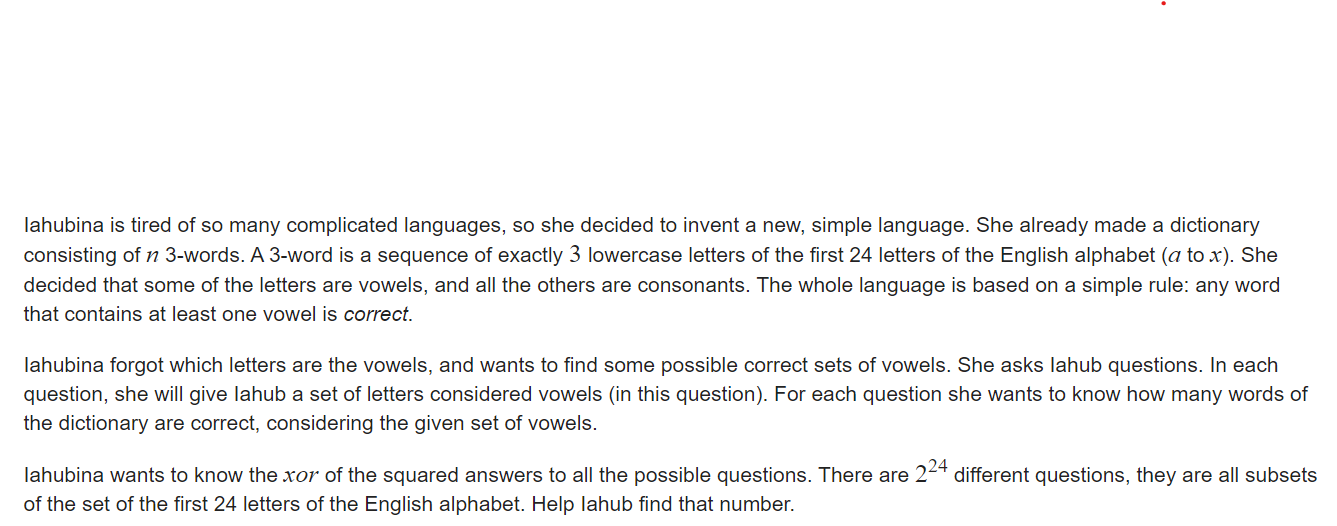 Iahubina is tired of so many complicated languages, so she decided to invent a new, simple language. She already made a dictionary
consisting of n 3-words. A 3-word is a sequence of exactly 3 lowercase letters of the first 24 letters of the English alphabet (a to x). She
decided that some of the letters are vowels, and all the others are consonants. The whole language is based on a simple rule: any word
that contains at least one vowel is correct.
Iahubina forgot which letters are the vowels, and wants to find some possible correct sets of vowels. She asks Iahub questions. In each
question, she will give Iahub a set of letters considered vowels (in this question). For each question she wants to know how many words of
the dictionary are correct, considering the given set of vowels.
Iahubina wants to know the xor of the squared answers to all the possible questions. There are 2^24 different questions, they are all subsets
of the set of the first 24 letters of the English alphabet. Help Iahub find that number.